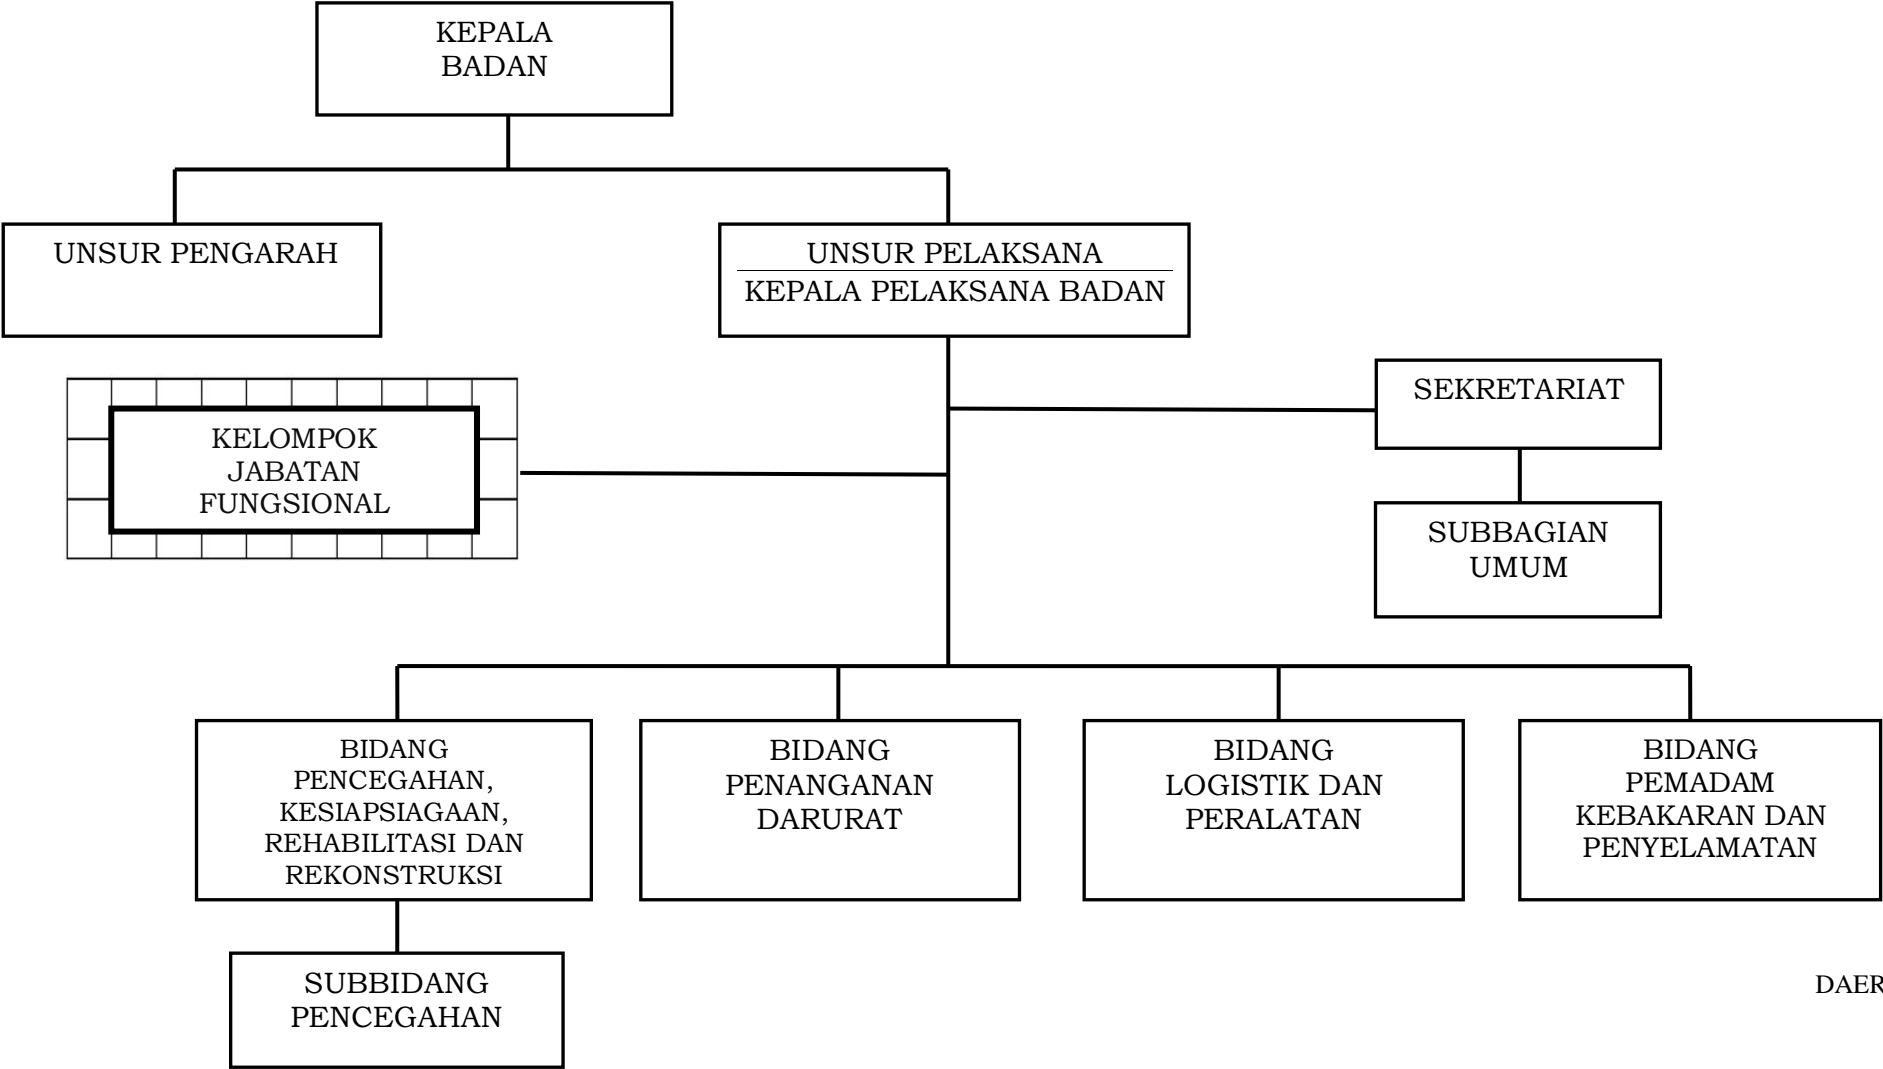 KEPALA
BADAN
UNSUR PENGARAH
UNSUR PELAKSANA
KEPALA PELAKSANA BADAN
SEKRETARIAT
KELOMPOK
JABATAN
FUNGSIONAL
SUBBAGIAN
UMUM
BIDANG
PENCEGAHAN,
KESIAPSIAGAAN,
REHABILITASI DAN
REKONSTRUKSI
BIDANG
PENANGANAN
DARURAT
BIDANG
LOGISTIK DAN
PERALATAN
BIDANG
PEMADAM
KEBAKARAN DAN
PENYELAMATAN
SUBBIDANG
PENCEGAHAN
DAER